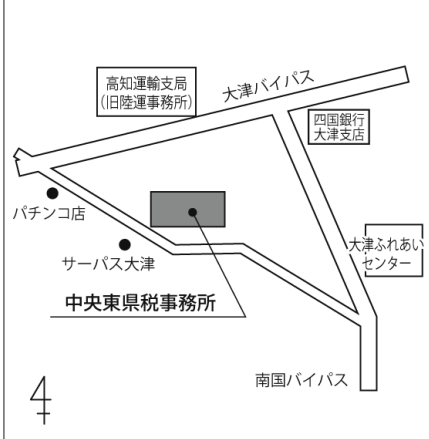 高知運輸支局
(旧陸運事務所)
大津バイパス
四国銀行
大津支店
パチンコ店
大津ふれあい
センター
サーパス大津
中央東県税事務所
南国バイパス